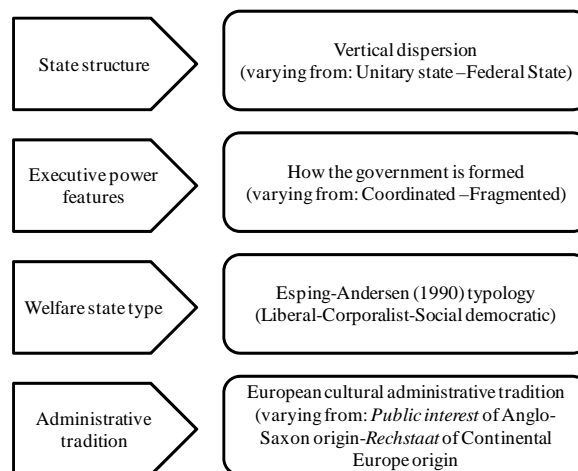 State structure
Vertical dispersion
(varying from: Unitary state –Federal State)
Executive power
features
How the government is formed
(varying from: Coordinated –Fragmented)
Welfare state type
Esping-Andersen (1990) typology
(Liberal-Corporalist-Social democratic)
Administrative
tradition
European cultural administrative tradition
(varying from: Public interest of Anglo-
Saxon origin-Rechstaat of Continental
Europe origin